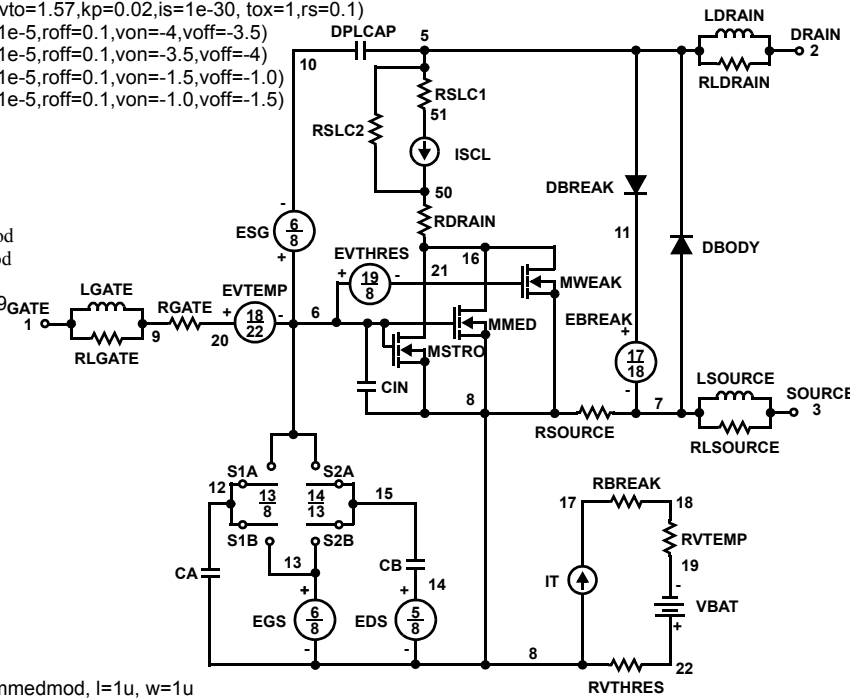 vto=1.57,kp=0.02,is=1e-30, tox=1,rs=0.1)
1e-5,roff=0.1,von=-4,voff=-3.5)
1e-5,roff=0.1,von=-3.5,voff=-4)
1e-5,roff=0.1,von=-1.5,voff=-1.0)
1e-5,roff=0.1,von=-1.0,voff=-1.5)
DPLCAP
5
10
LDRAIN
DRAIN
2
RLDRAIN
RSLC1
51
RSLC2
ISCL
50
RDRAIN
DBREAK
11
DBODY
-
ESG
6
8
+
EVTHRES
+
19
8
-
21
16
MWEAK
od
od
9
GATE
1
LGATE
RLGATE
9
RGATE
20
EVTEMP
+
18
22
-
6
MMED
MSTRO
CIN
EBREAK
+
17
18
-
8
RSOURCE
7
LSOURCE
SOURCE
3
RLSOURCE
S1A
S2A
12
13
8
14
13
15
S1B
S2B
13
CA
CB
14
+
EGS
6
8
-
+
EDS
5
8
-
RBREAK
17
18
RVTEMP
19
IT
-
VBAT
+
8
22
RVTHRES
mmedmod, l=1u, w=1u